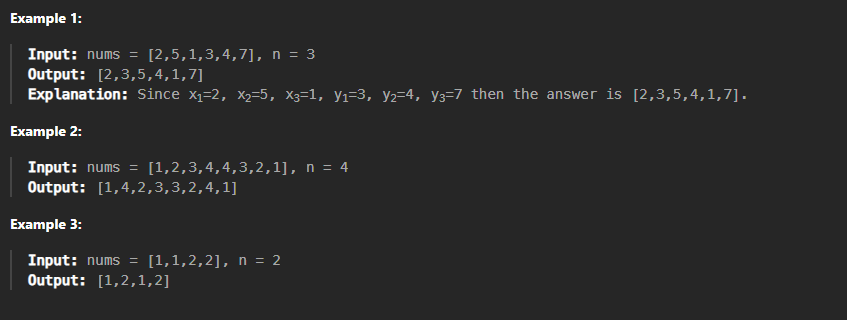 Example 1:
Input: nums = [2,5,1,3,4,7], n = 3
Output: [2,3,5,4,1,7]
Explanation: Since x₁=2, x₂=5, x₃=1, y₁=3, y₂=4, y₃=7 then the answer is [2,3,5,4,1,7].
Example 2:
Input: nums = [1,2,3,4,4,3,2,1], n = 4
Output: [1,4,2,3,3,2,4,1]
Example 3:
Input: nums = [1,1,2,2], n = 2
Output: [1,2,1,2]